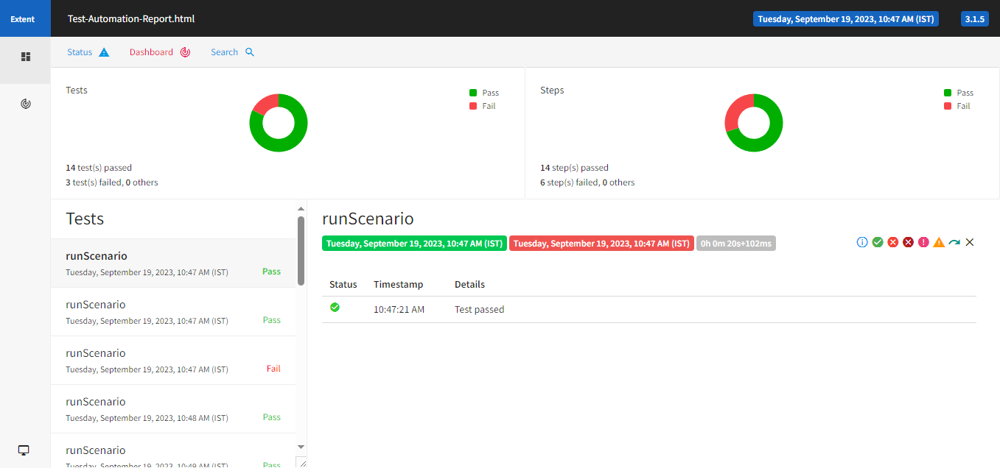 Extent
Test-Automation-Report.html
Tuesday, September 19, 2023, 10:47 AM (IST)
3.1.5
Status
Dashboard
Search
Tests
Pass
Fail
14 test(s) passed
3 test(s) failed, 0 others
Steps
Pass
Fail
14 step(s) passed
6 step(s) failed, 0 others
Tests
runScenario
Tuesday, September 19, 2023, 10:47 AM (IST)
Pass
runScenario
Tuesday, September 19, 2023, 10:47 AM (IST)
Pass
runScenario
Tuesday, September 19, 2023, 10:47 AM (IST)
Fail
runScenario
Tuesday, September 19, 2023, 10:48 AM (IST)
Pass
runScenario
Tuesday, September 19, 2023, 10:49 AM (IST)
Pass
runScenario
Tuesday, September 19, 2023, 10:47 AM (IST) Tuesday, September 19, 2023, 10:47 AM (IST) 0h 0m 20s+102ms
Status Timestamp Details
10:47:21 AM Test passed